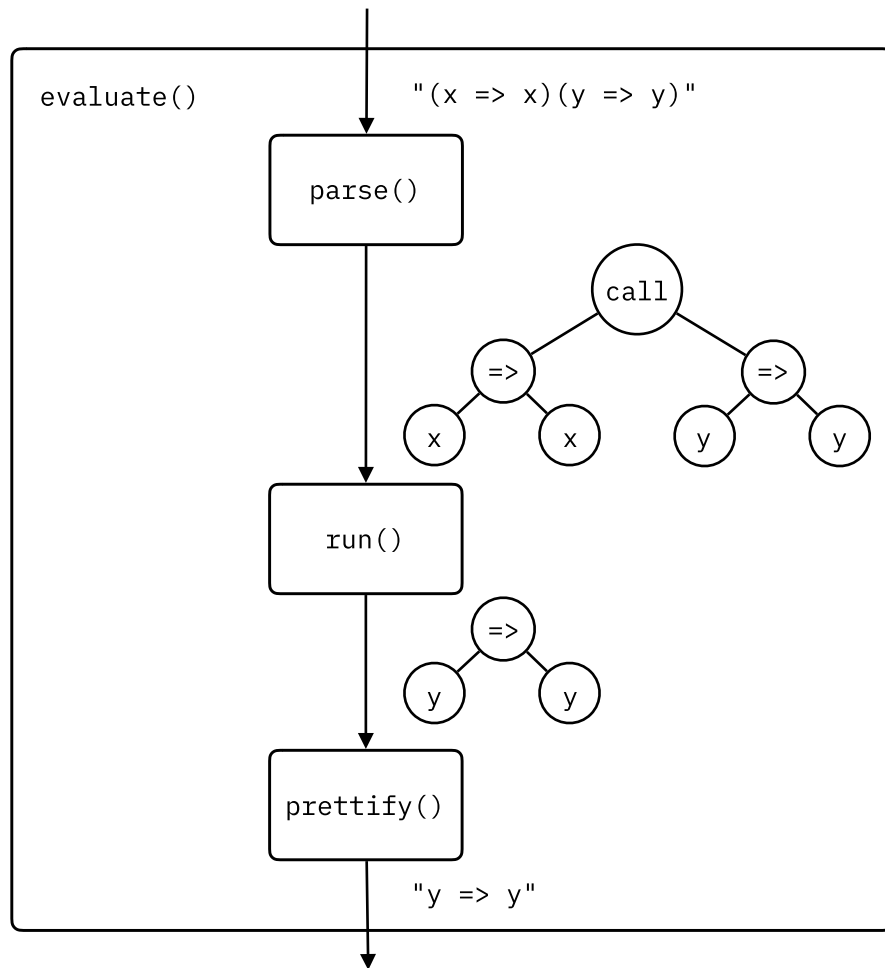 evaluate()
"(x => x)(y => y)"
parse()
call
=>
=>
x
x
y
y
run()
=>
y
y
prettify()
"y => y"